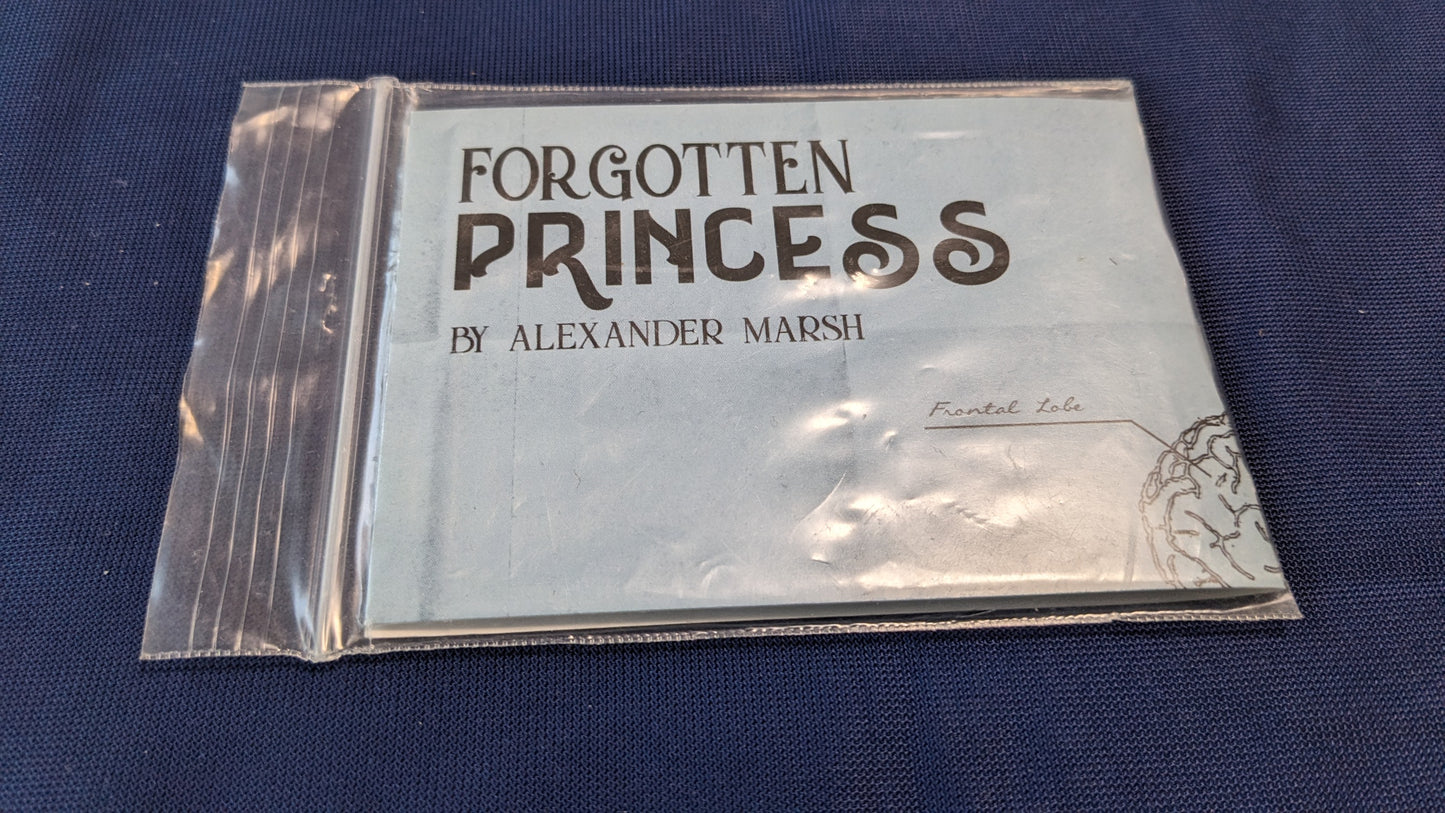 FORGOTTEN
PRINCESS
BY ALEXANDER MARSH
Frontal Lobe